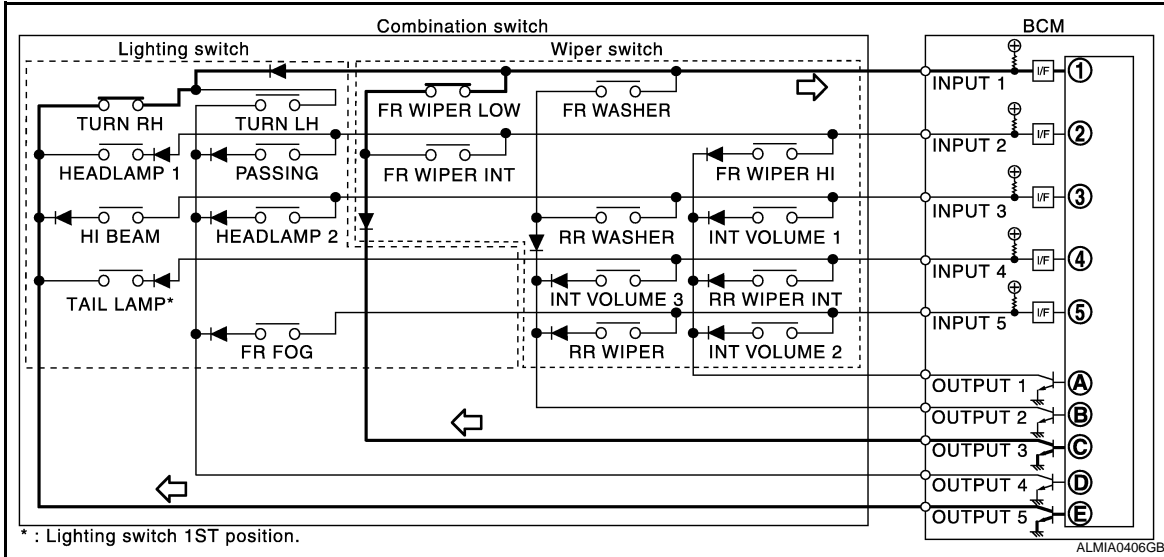 Combination switch
BCM
Lighting switch
Wiper switch
INPUT 1
I/F
1
TURN RH
TURN LH
FR WIPER LOW
FR WASHER
INPUT 2
I/F
2
HEADLAMP 1
PASSING
FR WIPER INT
FR WIPER HI
INPUT 3
I/F
3
HI BEAM
HEADLAMP 2
RR WASHER
INT VOLUME 1
INPUT 4
I/F
4
TAIL LAMP*
INT VOLUME 3
RR WIPER INT
INPUT 5
I/F
5
FR FOG
RR WIPER
INT VOLUME 2
OUTPUT 1
A
OUTPUT 2
B
OUTPUT 3
C
OUTPUT 4
D
OUTPUT 5
E
* : Lighting switch 1ST position.
ALMIA0406GB